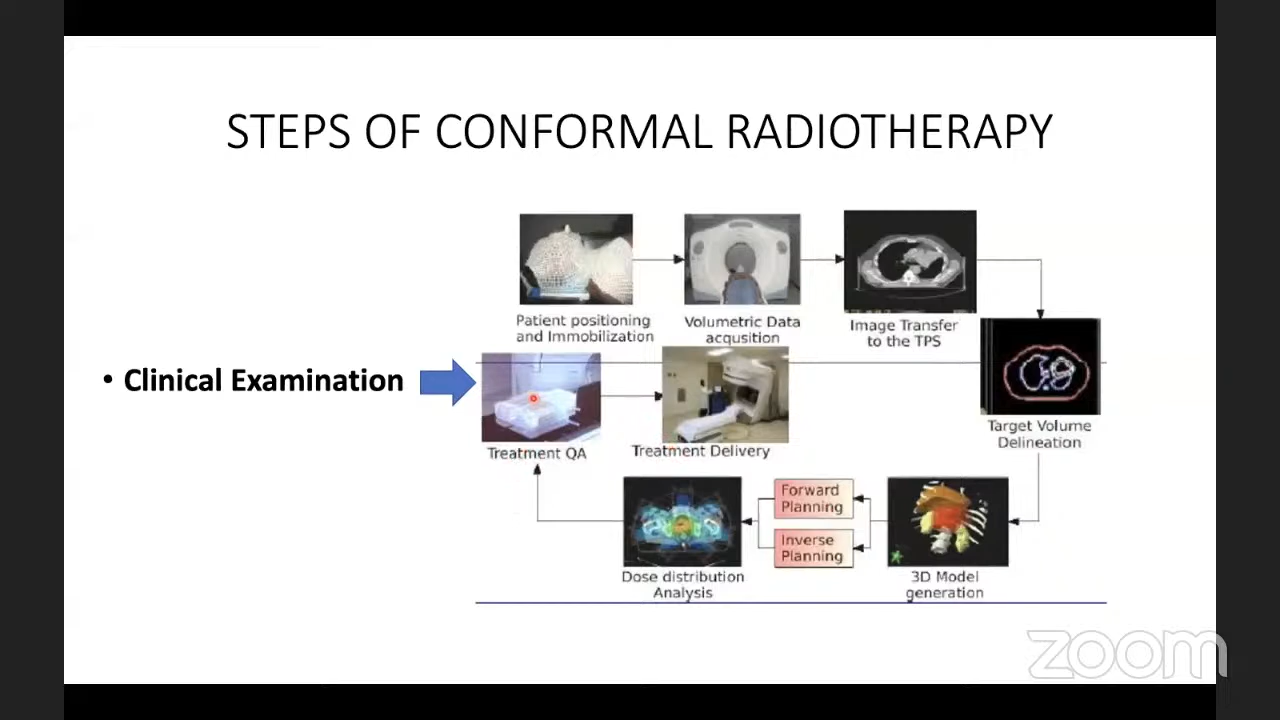 STEPS OF CONFORMAL RADIOTHERAPY
• Clinical Examination
Patient positioning
and Immobilization
Volumetric Data
acqusition
Image Transfer
to the TPS
Target Volume
Delineation
3D Model
generation
Forward
Planning
Inverse
Planning
Dose distribution
Analysis
Treatment QA
Treatment Delivery
zoom